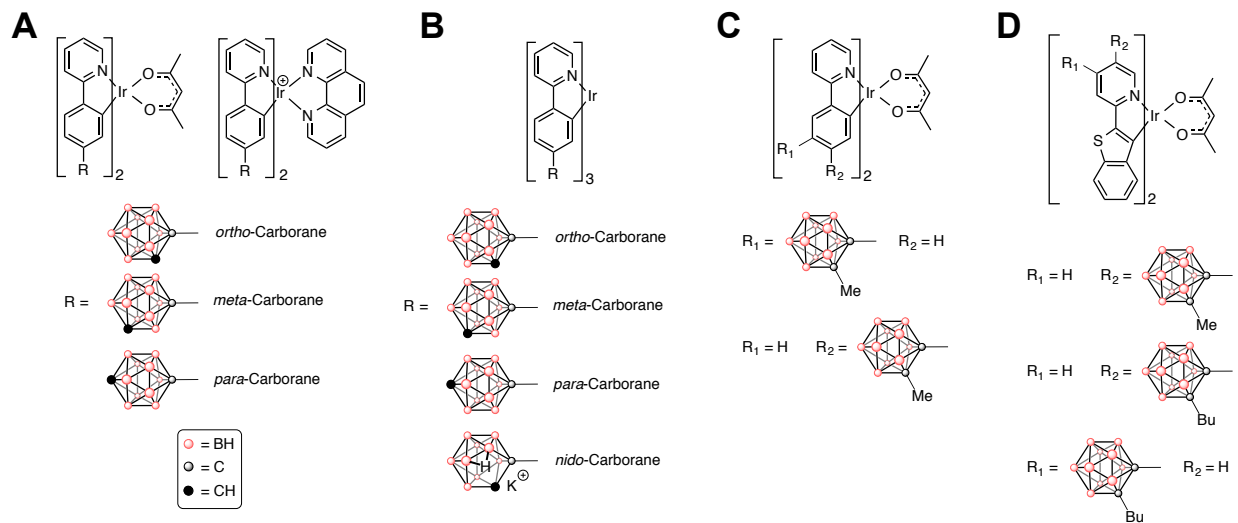 A
B
C
D
N
Ir
O
O
R
2
N
Ir
⊕
N
N
R
2
N
Ir
R
3
N
Ir
O
O
R1
R2
2
R1
R2
N
Ir
O
O
S
2
R =
ortho-Carborane
meta-Carborane
para-Carborane
= BH
= C
= CH
R =
ortho-Carborane
meta-Carborane
para-Carborane
H
K⊕
nido-Carborane
R1 =
Me
R2 = H
R1 = H
R2 =
Me
R1 = H
R2 =
Me
R1 = H
R2 =
Bu
R1 =
Bu
R2 = H